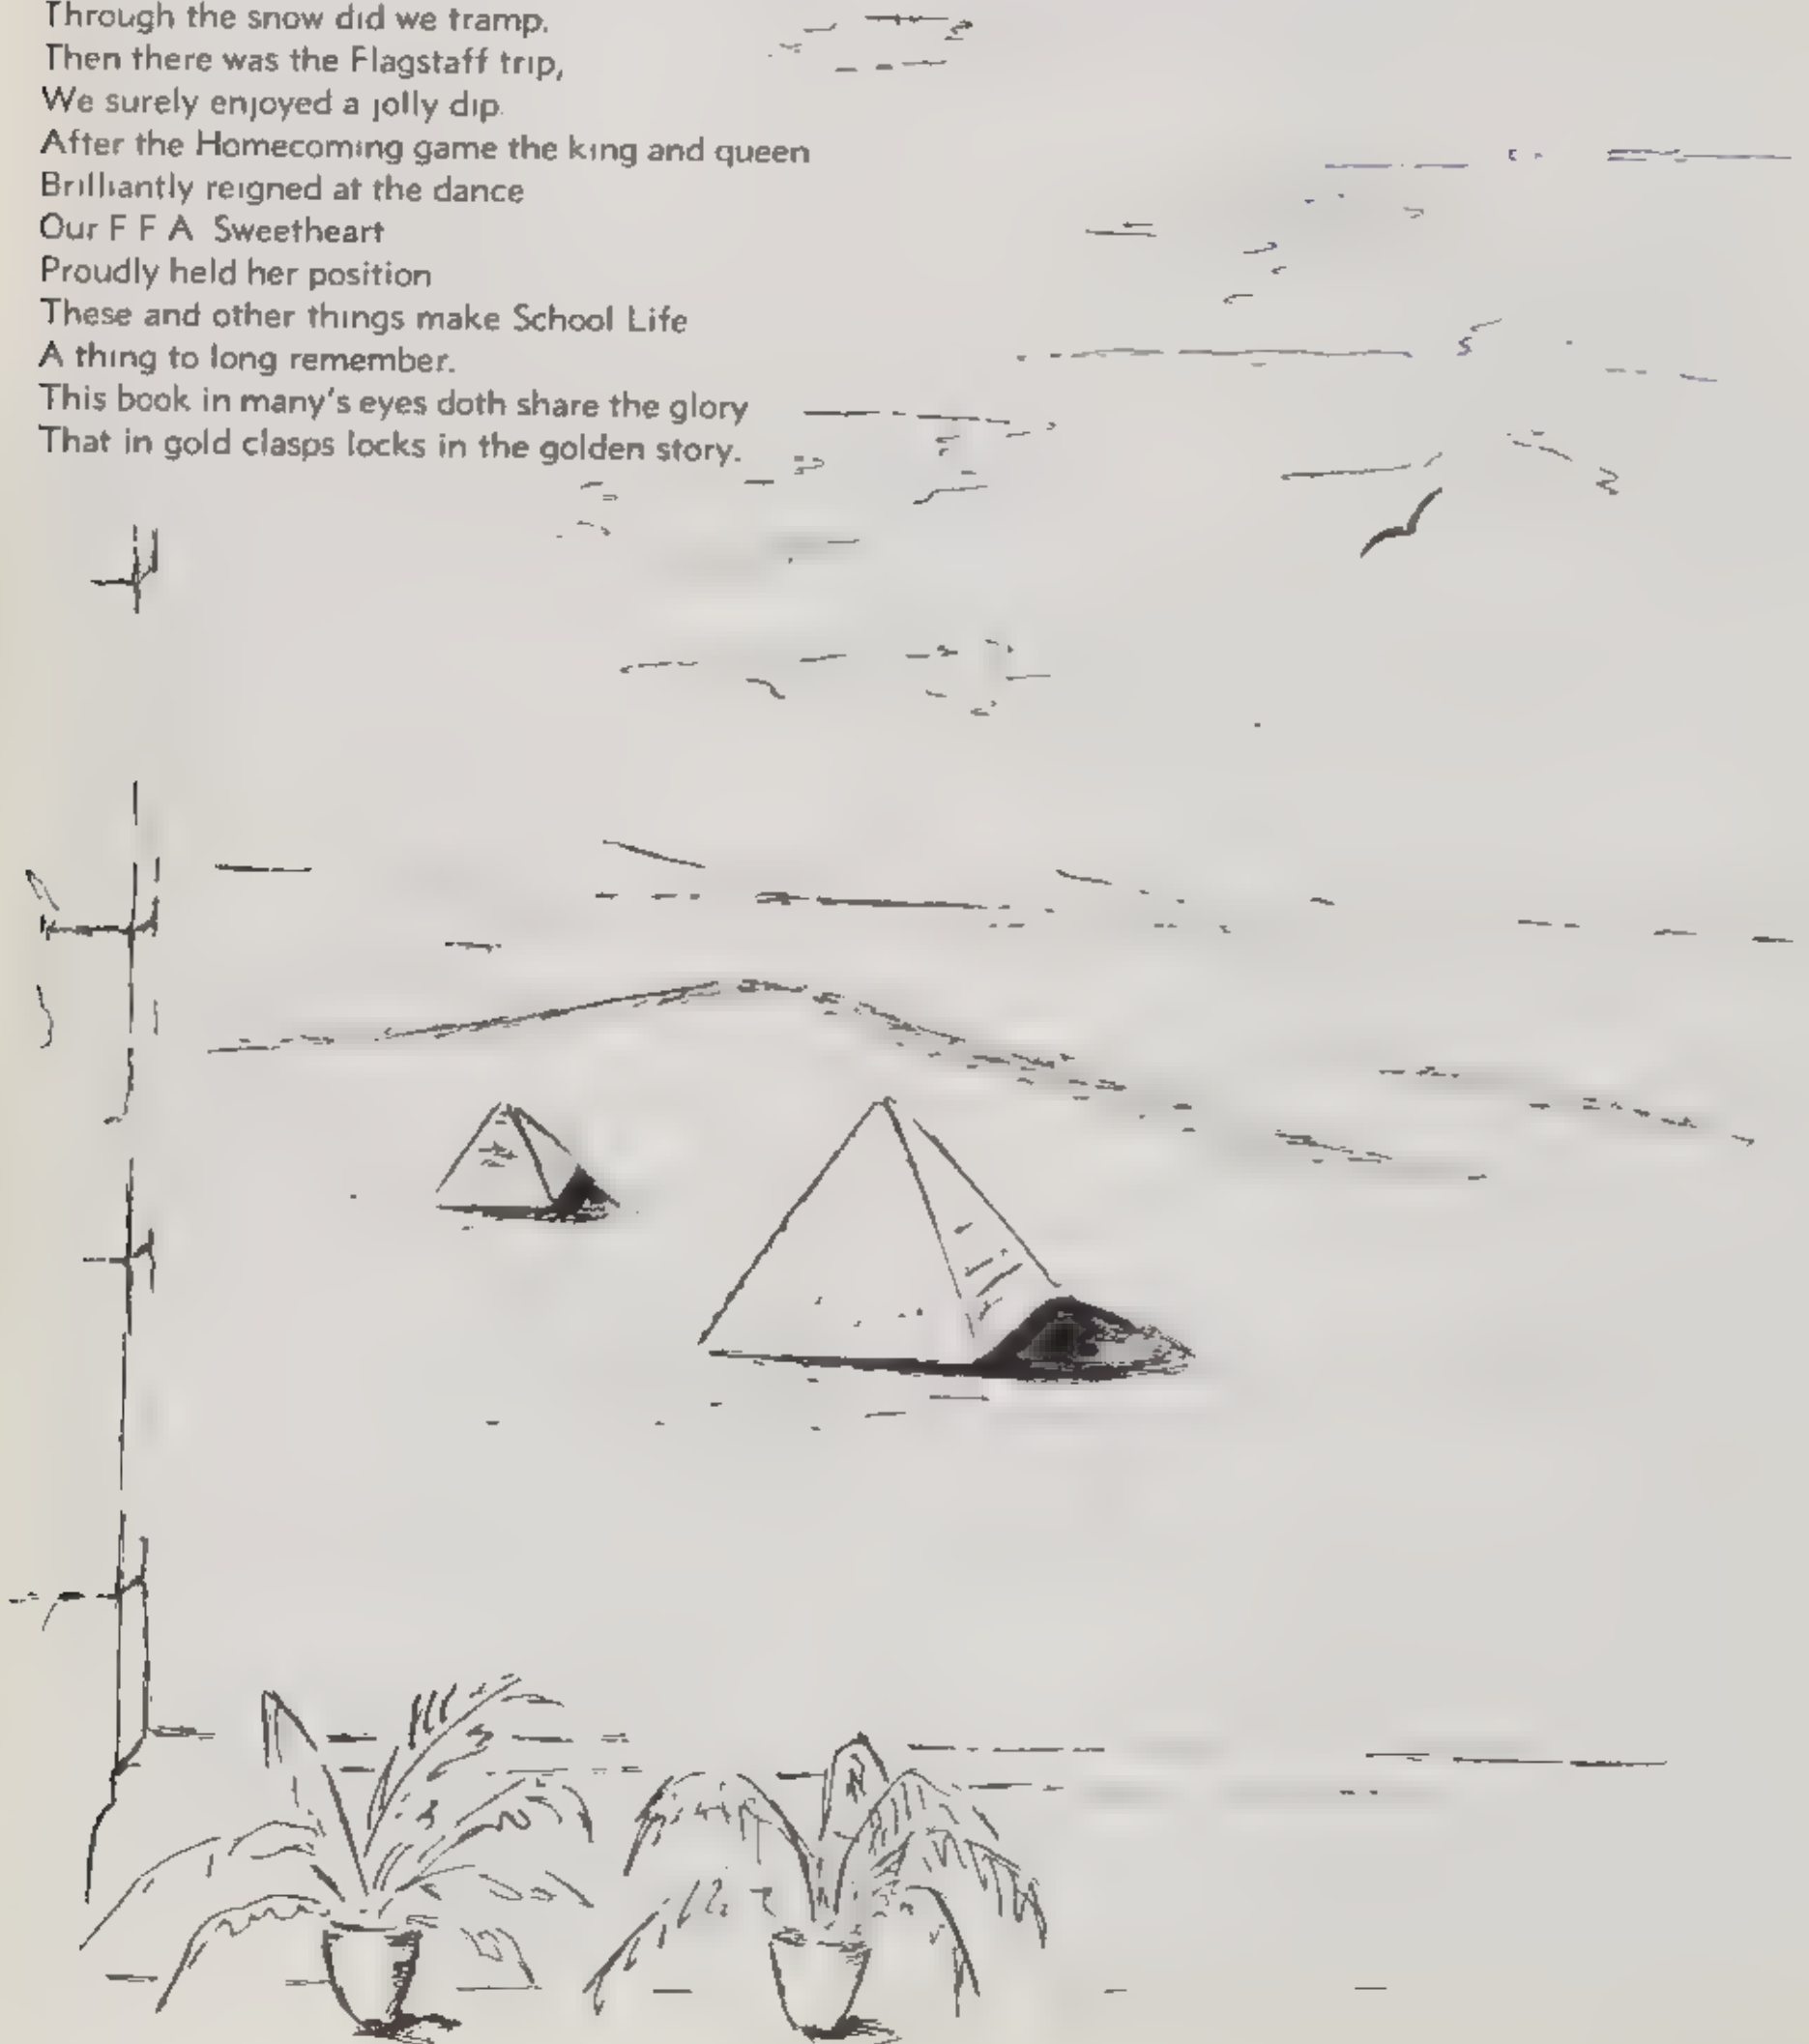 Through the snow did we tramp.
Then there was the Flagstaff trip,
We surely enjoyed a jolly dip.
After the Homecoming game the king and queen
Brilliantly reigned at the dance
Our F F A Sweetheart
Proudly held her position
These and other things make School Life
A thing to long remember.
This book in many's eyes doth share the glory
That in gold clasps locks in the golden story.